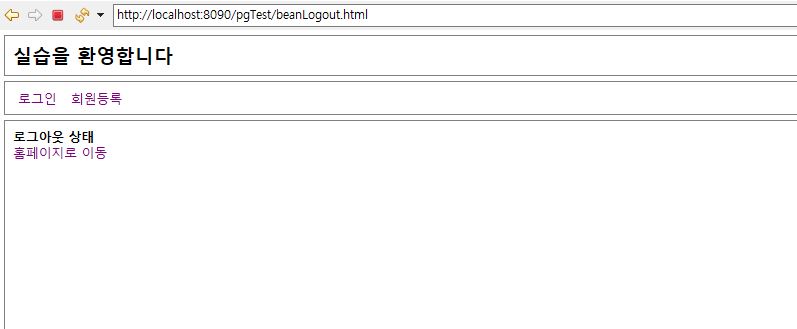 http://localhost:8090/pgTest/beanLogout.html
실습을 환영합니다
로그인 회원등록
로그아웃 상태
홈페이지로 이동